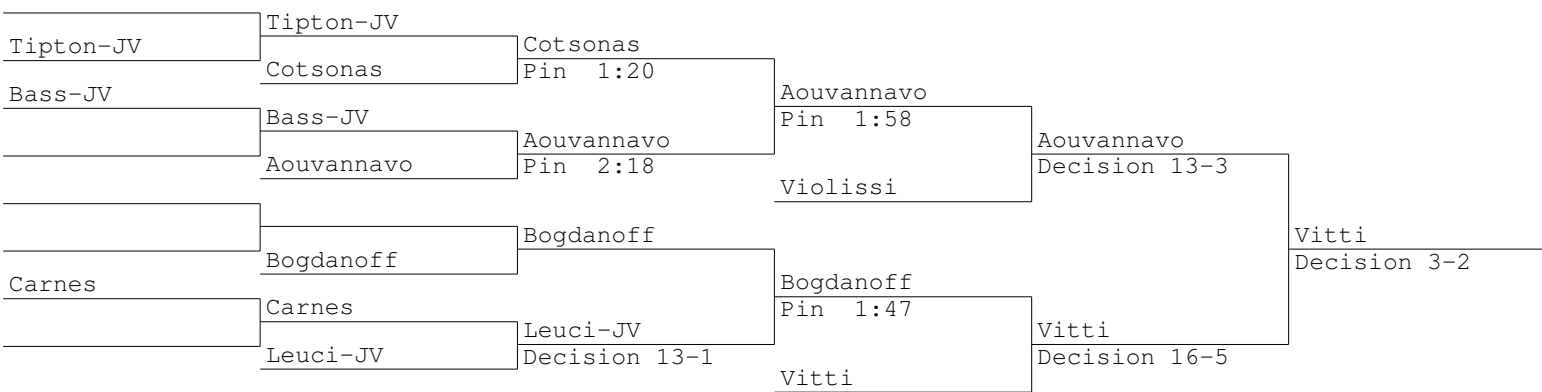 Tipton-JV
Bass-JV
Carnes
Tipton-JV
Cotsonas
Bass-JV
Aouvannavo
Bogdanoff
Carnes
Leuci-JV
Cotsonas
Pin 1:20
Aouvannavo
Pin 2:18
Bogdanoff
Leuci-JV
Decision 13-1
Aouvannavo
Pin 1:58
Violissi
Bogdanoff
Pin 1:47
Vitti
Aouvannavo
Decision 13-3
Vitti
Decision 16-5
Vitti
Decision 3-2